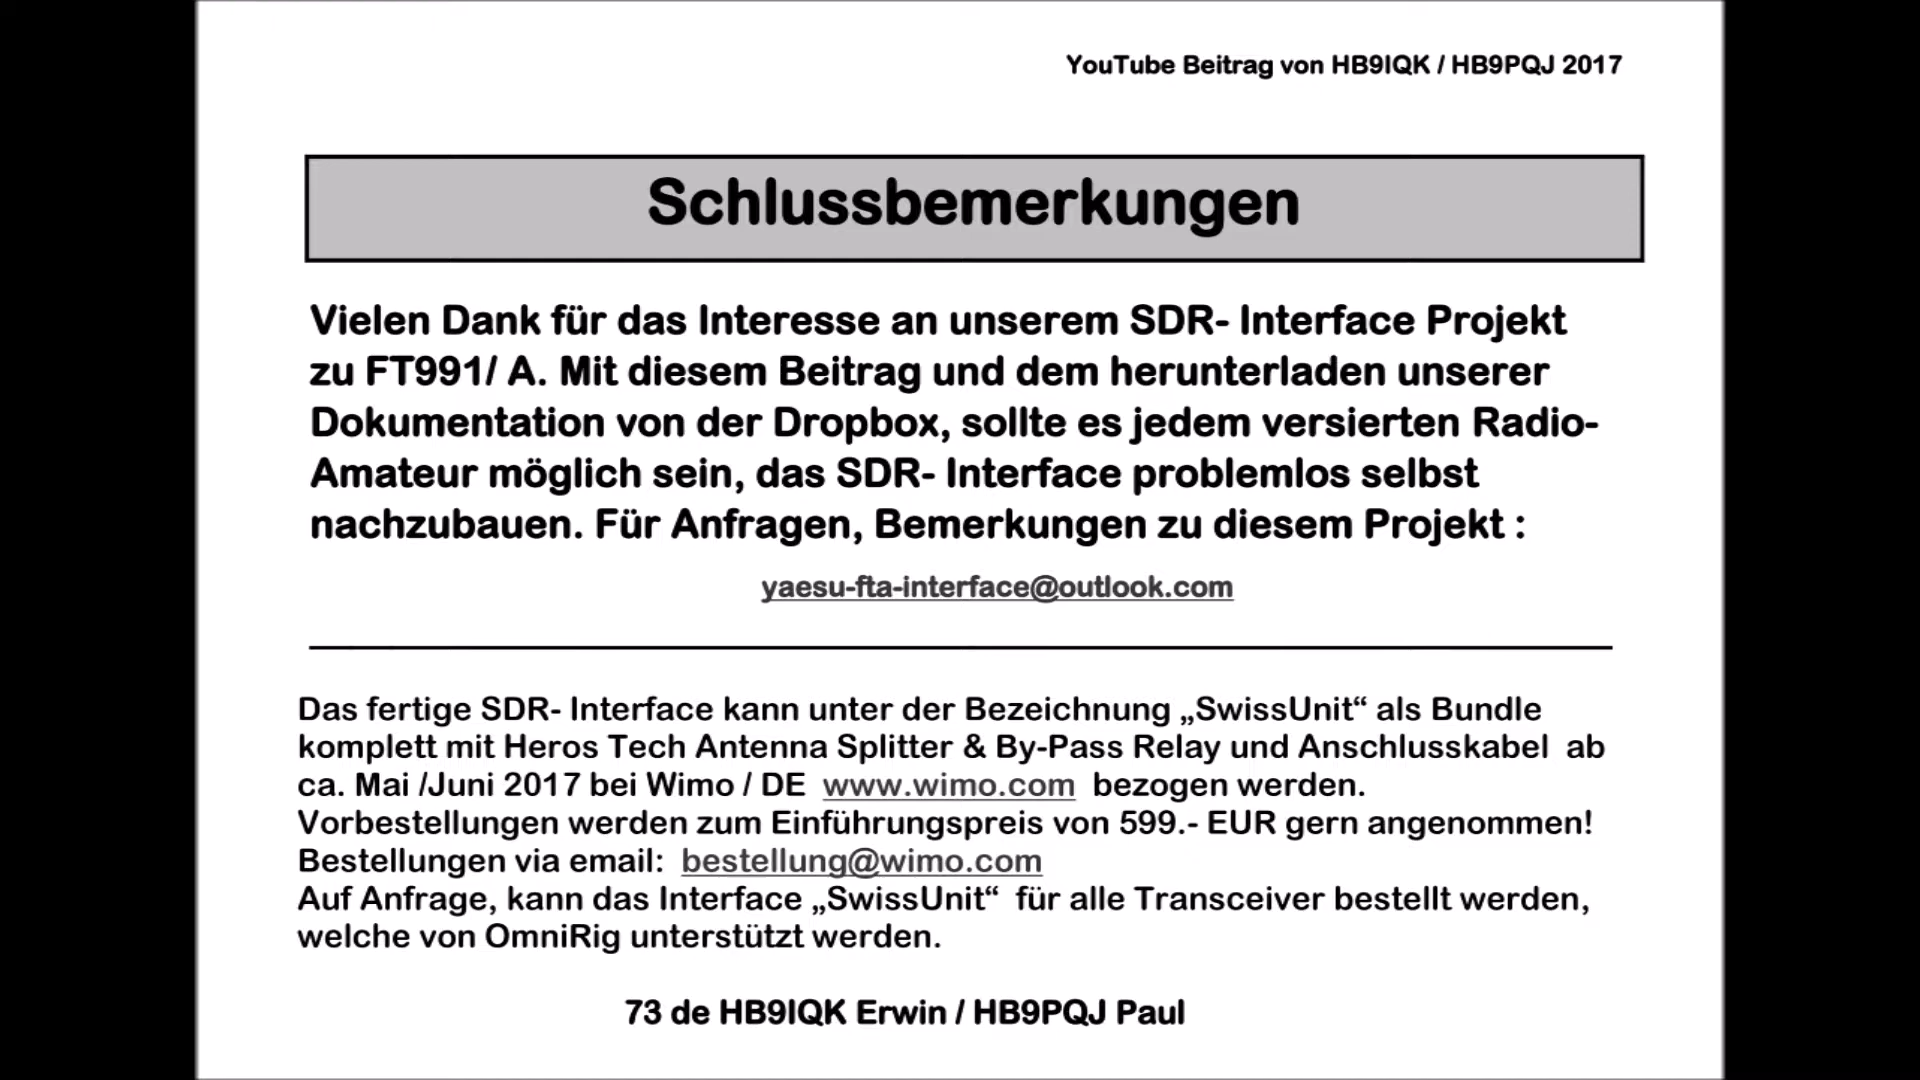 YouTube Beitrag von HB9IQK / HB9PQJ 2017
Schlussbemerkungen
Vielen Dank für das Interesse an unserem SDR- Interface Projekt
zu FT991/ A. Mit diesem Beitrag und dem herunterladen unserer
Dokumentation von der Dropbox, sollte es jedem versierten Radio-
Amateur möglich sein, das SDR- Interface problemlos selbst
nachzubauen. Für Anfragen, Bemerkungen zu diesem Projekt :
yaesu-fta-interface@outlook.com
Das fertige SDR- Interface kann unter der Bezeichnung „SwissUnit“ als Bundle
komplett mit Heros Tech Antenna Splitter & By-Pass Relay und Anschlusskabel ab
ca. Mai /Juni 2017 bei Wimo / DE www.wimo.com bezogen werden.
Vorbestellungen werden zum Einführungspreis von 599.- EUR gern angenommen!
Bestellungen via email: bestellung@wimo.com
Auf Anfrage, kann das Interface „SwissUnit“ für alle Transceiver bestellt werden,
welche von OmniRig unterstützt werden.
73 de HB9IQK Erwin / HB9PQJ Paul